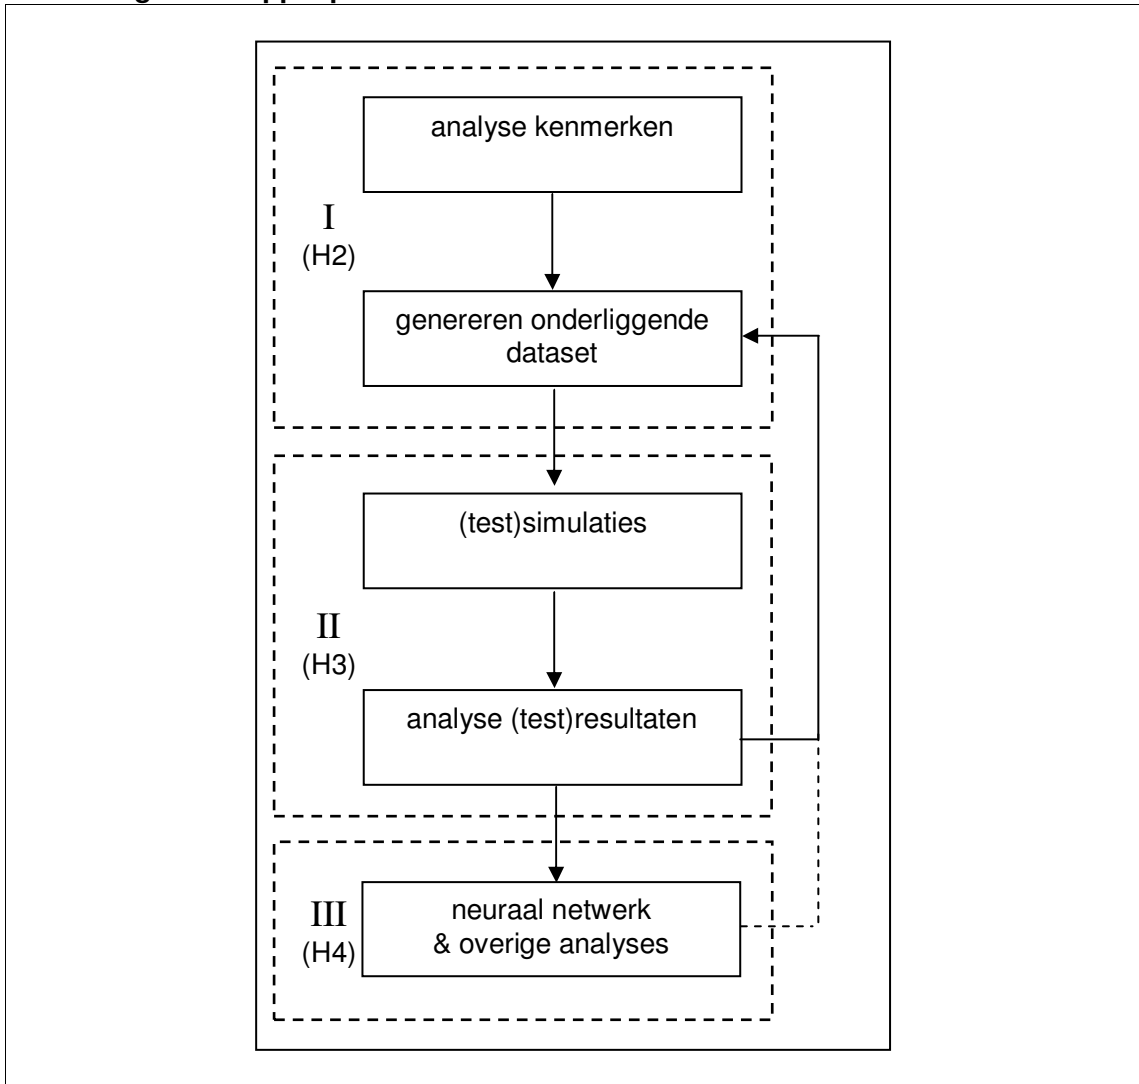 analyse kenmerken
I
(H2)
genereren onderliggende
dataset
(test)simulaties
II
(H3)
analyse (test)resultaten
III
(H4)
neuraal netwerk
& overige analyses